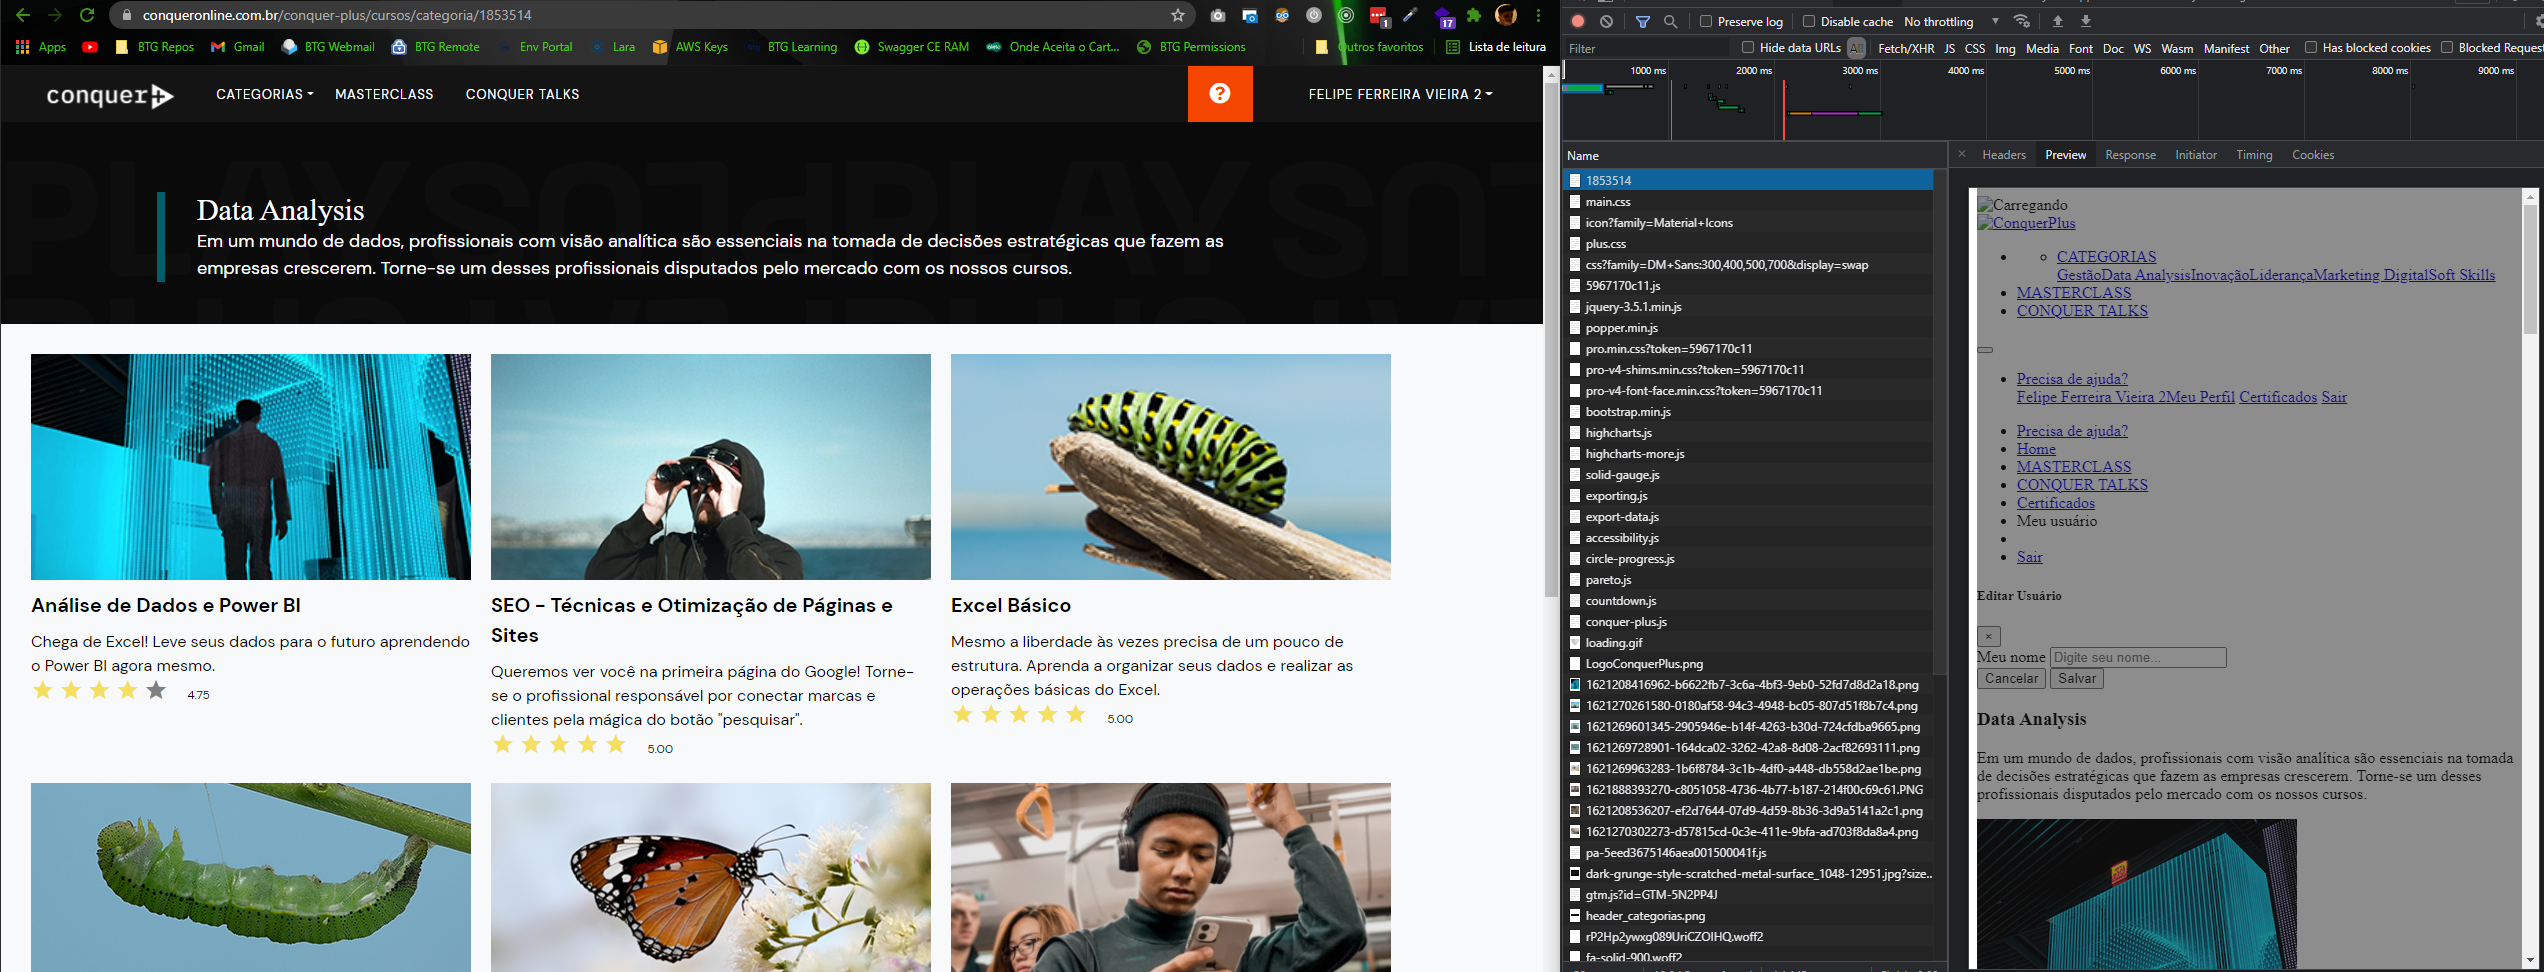 conqueronline.com.br/conquer-plus/cursos/categoria/1853514
Apps
BTG Repos
Gmail
BTG Webmail
BTG Remote
Env Portal
Lara
AWS Keys
BTG Learning
Swagger CE RAM
Onde Aceita o Cart...
BTG Permissions
Outros favoritos
Lista de leitura
1
17
conquer+
CATEGORIAS
MASTERCLASS
CONQUER TALKS
?
FELIPE FERREIRA VIEIRA 2
Data Analysis
Em um mundo de dados, profissionais com visão analítica são essenciais na tomada de decisões estratégicas que fazem as
empresas crescerem. Torne-se um desses profissionais disputados pelo mercado com os nossos cursos.
Análise de Dados e Power BI
Chega de Excel! Leve seus dados para o futuro aprendendo
o Power BI agora mesmo.
4.75
SEO - Técnicas e Otimização de Páginas e
Sites
Queremos ver você na primeira página do Google! Torne-
se o profissional responsável por conectar marcas e
clientes pela mágica do botão "pesquisar".
5.00
Excel Básico
Mesmo a liberdade às vezes precisa de um pouco de
estrutura. Aprenda a organizar seus dados e realizar as
operações básicas do Excel.
5.00
Preserve log
Disable cache
No throttling
Filter
Hide data URLs
All
Fetch/XHR JS CSS Img Media Font Doc WS Wasm Manifest Other
Has blocked cookies
Blocked Reques
1000 ms
2000 ms
3000 ms
4000 ms
5000 ms
6000 ms
7000 ms
8000 ms
9000 ms
Name
1853514
main.css
icon?family=Material+Icons
plus.css
css?family=DM+Sans:300,400,500,700&display=swap
5967170c11.js
jquery-3.5.1.min.js
popper.min.js
pro.min.css?token=5967170c11
pro-v4-shims.min.css?token=5967170c11
pro-v4-font-face.min.css?token=5967170c11
bootstrap.min.js
highcharts.js
highcharts-more.js
solid-gauge.js
exporting.js
export-data.js
accessibility.js
circle-progress.js
pareto.js
countdown.js
conquer-plus.js
loading.gif
LogoConquerPlus.png
1621208416962-b6622fb7-3c6a-4bf3-9eb0-52fd7d8d2a18.png
1621270261580-0180af58-94c3-4948-bc05-807d51f8b7c4.png
1621269601345-2905946e-b14f-4263-b30d-724cfdba9665.png
1621269728901-164dca02-3262-42a8-8d08-2acf82693111.png
1621269963283-1b6f8784-3c1b-4df0-a448-db558d2ae1be.png
1621888393270-c8051058-4736-4b77-b187-214f00c69c61.PNG
1621208536207-ef2d7644-07d9-4d59-8b36-3d9a5141a2c1.png
1621270302273-d57815cd-0c3e-411e-9bfa-ad703f8da8a4.png
pa-5eed3675146aea001500041f.js
dark-grunge-style-scratched-metal-surface_1048-12951.jpg?size..
gtm.js?id=GTM-5N2PP4J
header_categorias.png
rP2Hp2ywxg089UriCZOIHQ.woff2
fa-solid-900.woff2
× Headers Preview Response Initiator Timing Cookies
Carregando
ConquerPlus
CATEGORIAS
GestãoData AnalysisInovaçãoLiderançaMarketing DigitalSoft Skills
MASTERCLASS
CONQUER TALKS
Precisa de ajuda?
Felipe Ferreira Vieira 2Meu Perfil Certificados Sair
Precisa de ajuda?
Home
MASTERCLASS
CONQUER TALKS
Certificados
Meu usuário
Sair
Editar Usuário
×
Meu nome Digite seu nome...
Cancelar Salvar
Data Analysis
Em um mundo de dados, profissionais com visão analítica são essenciais na tomada
de decisões estratégicas que fazem as empresas crescerem. Torne-se um desses
profissionais disputados pelo mercado com os nossos cursos.